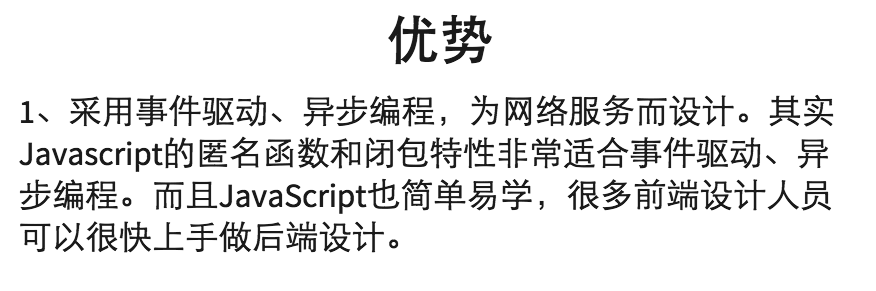 优势
1、采用事件驱动、异步编程，为网络服务而设计。其实
Javascript的匿名函数和闭包特性非常适合事件驱动、异
步编程。而且JavaScript也简单易学，很多前端设计人员
可以很快上手做后端设计。